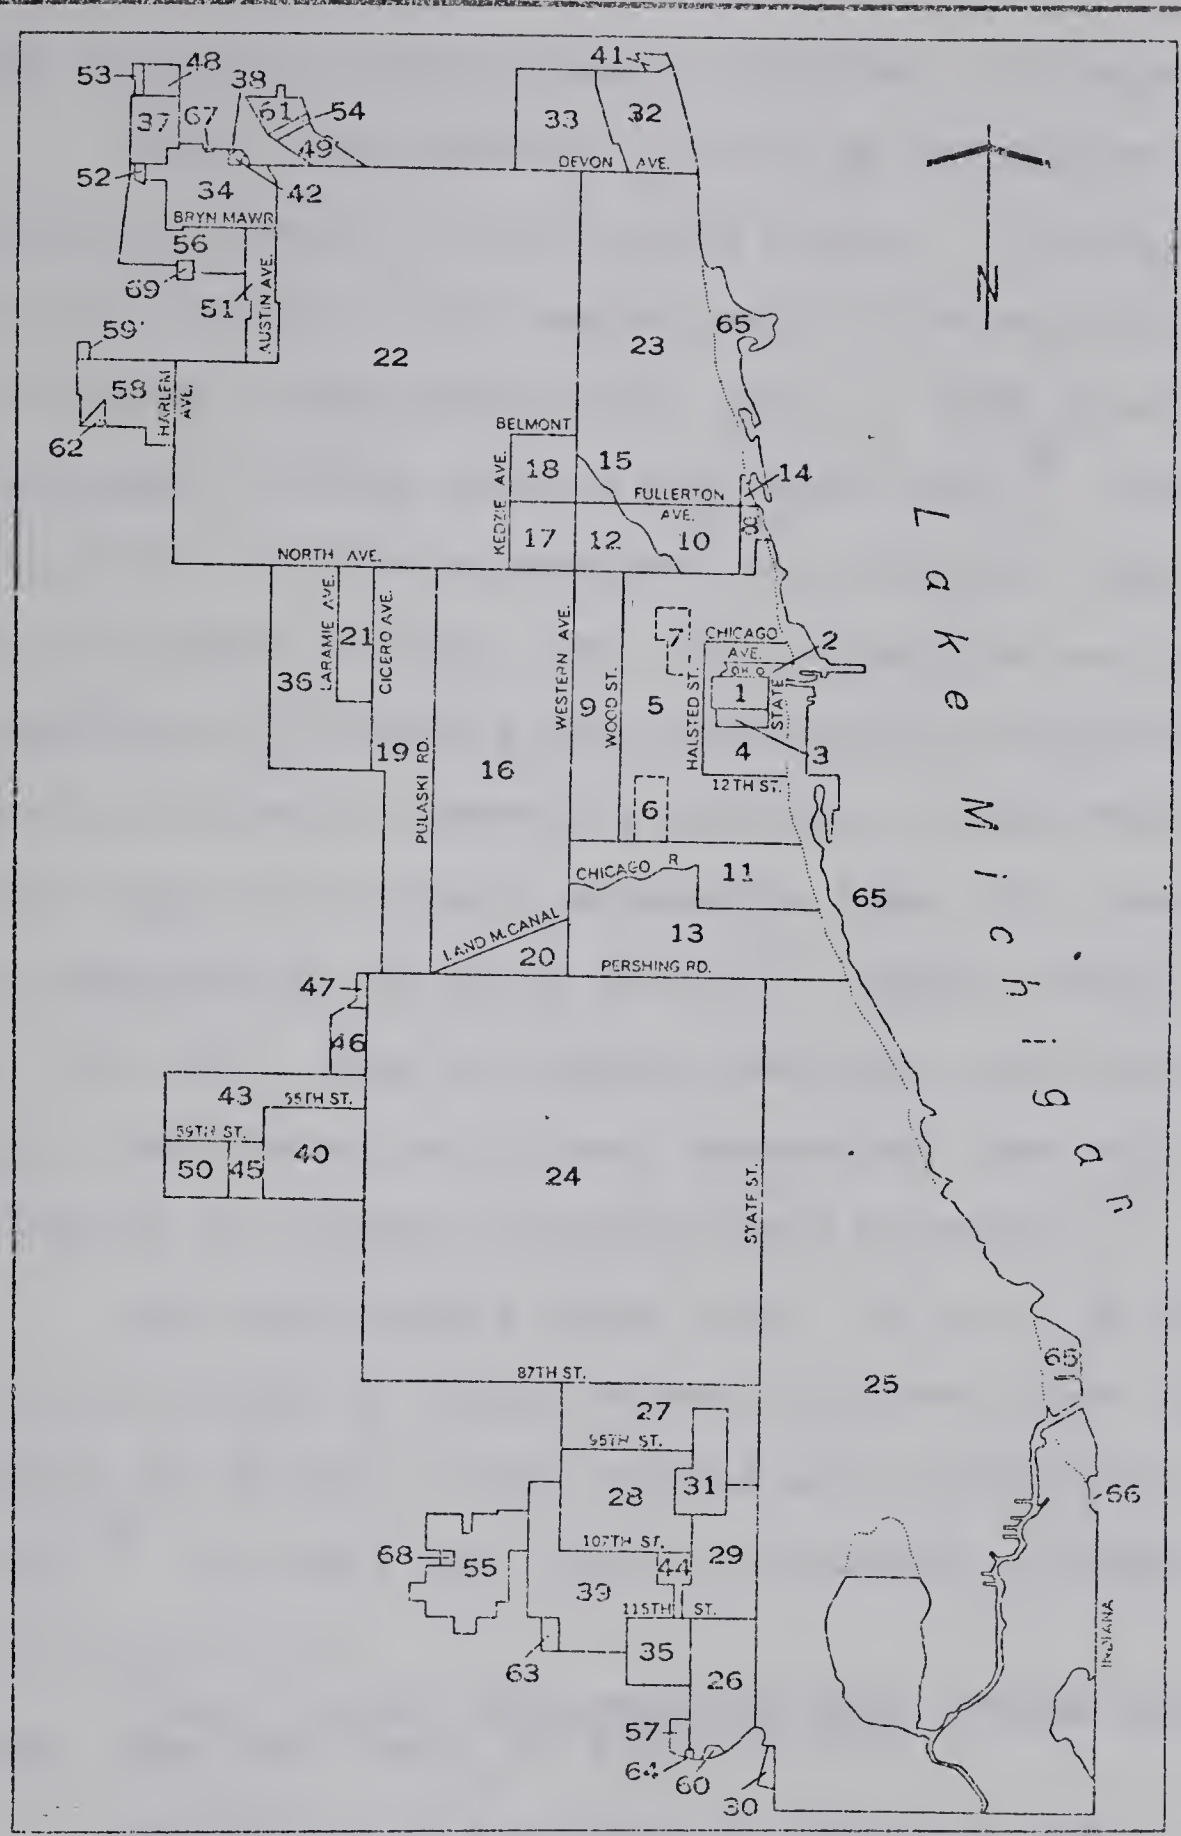 41
53
48
38
61
54
37
67
33
32
49
DEVON AVE.
52
34
42
BRYN MAWR
56
69
51
AUSTIN AVE.
N
59
65
22
23
58
HARLEM
AVE.
62
BELMONT
KEDZIE AVE.
18
15
14
FULLERTON
AVE.
17
12
10
8
NORTH AVE.
Lake Michigan
LARAMIE AVE.
21
CICERO AVE.
36
WESTERN AVE.
WOOD ST.
7
CHICAGO
AVE.
OHIO
2
HALSTED ST.
1
STATE
9
5
19
PULASKI RD.
16
4
3
12TH ST.
6
CHICAGO R
11
65
I AND M CANAL
13
20
PERSHING RD.
47
46
43
55TH ST.
59TH ST.
50
45
40
24
STATE ST.
87TH ST.
65
25
27
95TH ST.
28
31
66
107TH ST.
29
68
55
44
39
115TH ST.
INDIANA
63
35
26
57
64
60
30